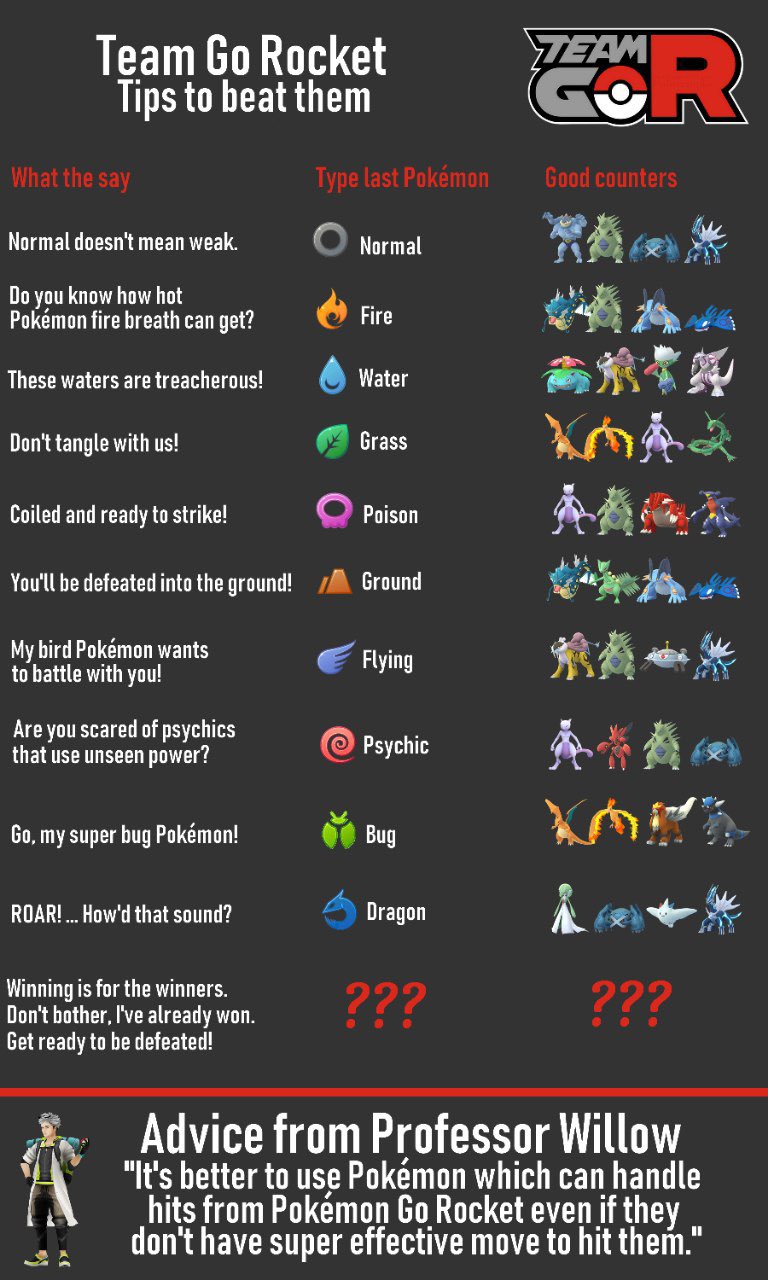 Team Go Rocket
Tips to beat them
TEAM
GO R
What the say
Type last Pokémon
Good counters
Normal doesn't mean weak.
Normal
Do you know how hot
Pokémon fire breath can get?
Fire
These waters are treacherous!
Water
Don't tangle with us!
Grass
Coiled and ready to strike!
Poison
You'll be defeated into the ground!
Ground
My bird Pokémon wants
to battle with you!
Flying
Are you scared of psychics
that use unseen power?
Psychic
Go, my super bug Pokémon!
Bug
ROAR! ... How'd that sound?
Dragon
Winning is for the winners.
Don't bother, I've already won.
Get ready to be defeated!
???
???
Advice from Professor Willow
"It's better to use Pokémon which can handle
hits from Pokémon Go Rocket even if they
don't have super effective move to hit them."